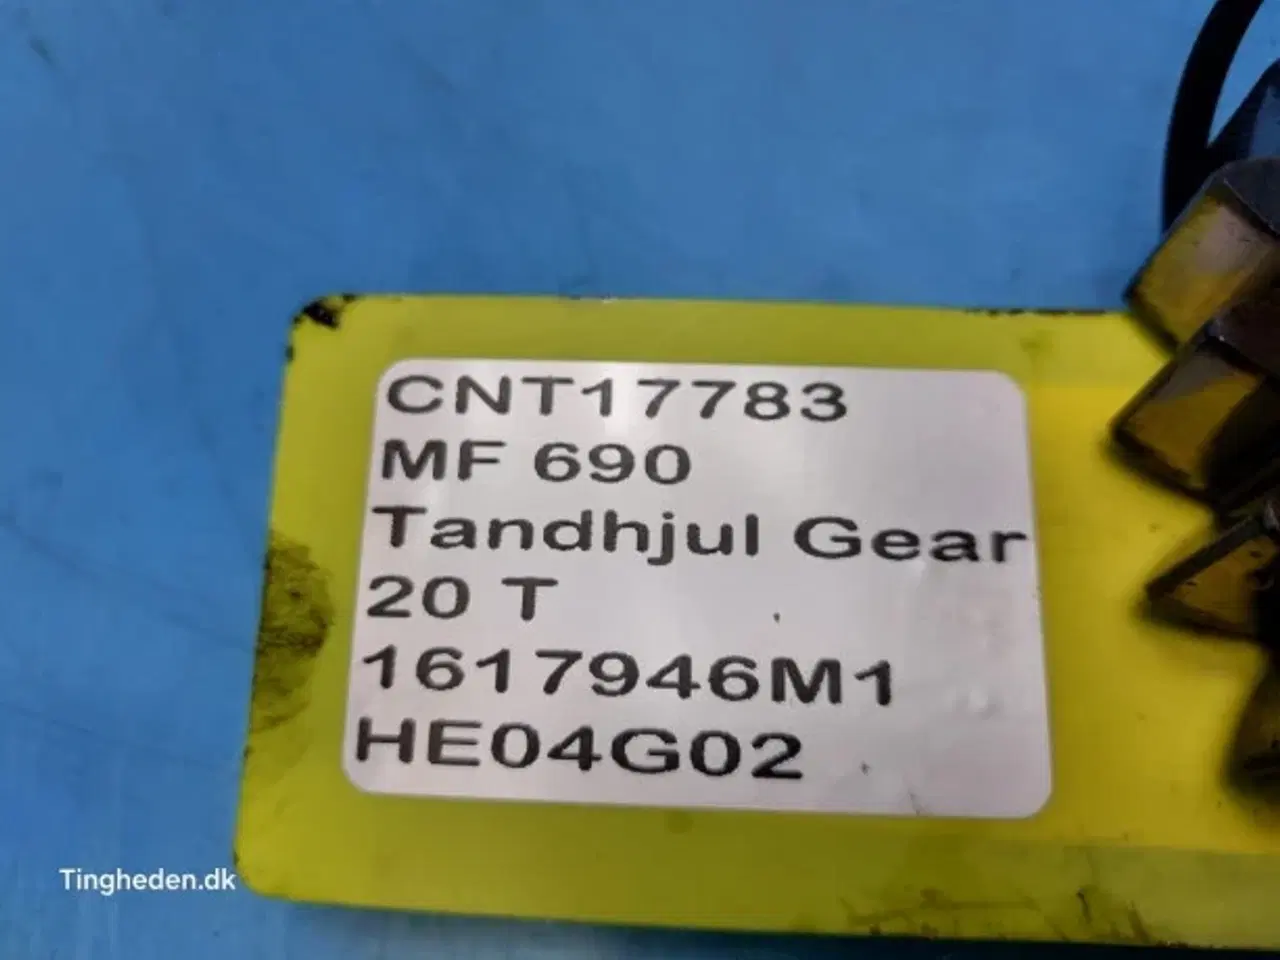 CNT17783
MF 690
Tandhjul Gear
20 T
1617946M1
HE04G02
Tingheden.dk